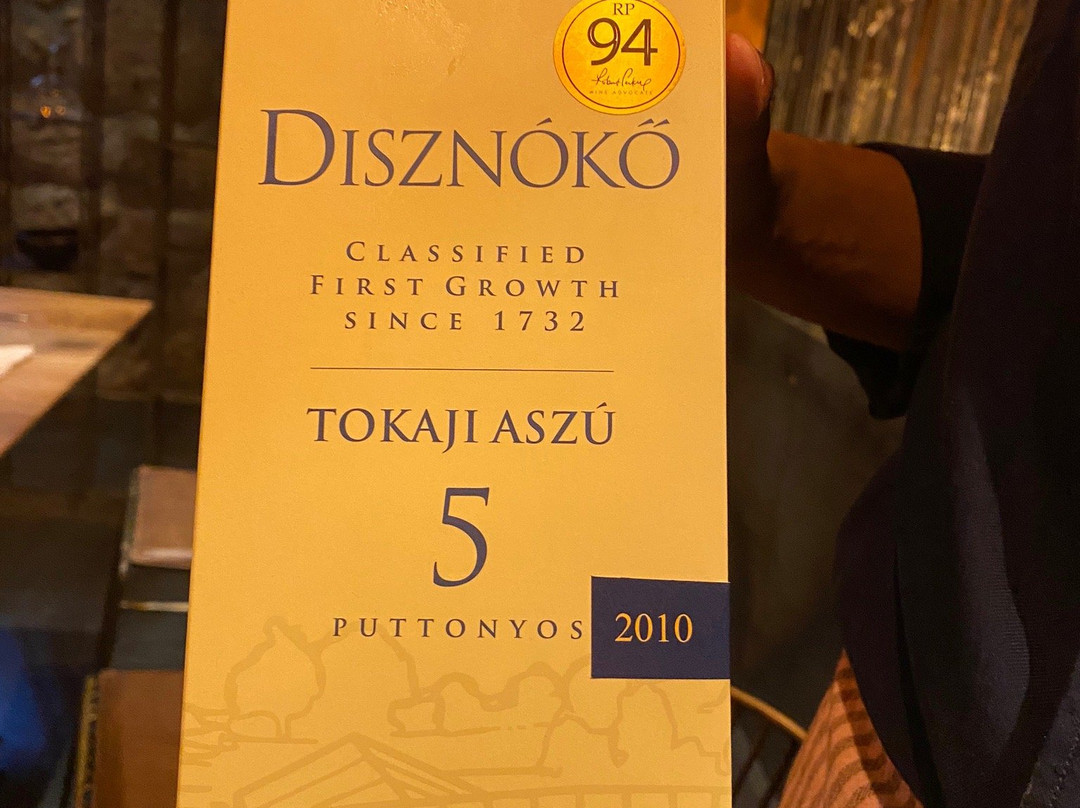 RP
94
WINE ADVOCATE
DISZNÓKŐ
CLASSIFIED
FIRST GROWTH
SINCE 1732
TOKAJI ASZÚ
5
PUTTONYOS
2010